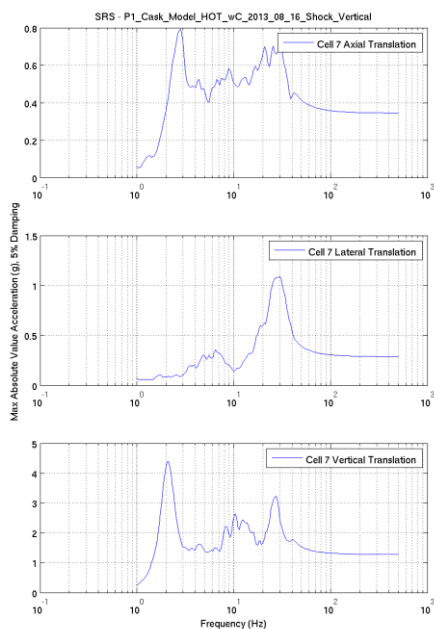 SRS - P1_Cask_Model_HOT_wC_2013_08_16_Shock_Vertical
Cell 7 Axial Translation
0.8
0.6
0.4
0.2
0
10^-1 10^0 10^1 10^2 10^3
Max Absolute Value Acceleration(g), 5% Damping
Cell 7 Lateral Translation
1.5
1
0.5
0
10^-1 10^0 10^1 10^2 10^3
Cell 7 Vertical Translation
5
4
3
2
1
0
10^-1 10^0 10^1 10^2 10^3
Frequency (Hz)